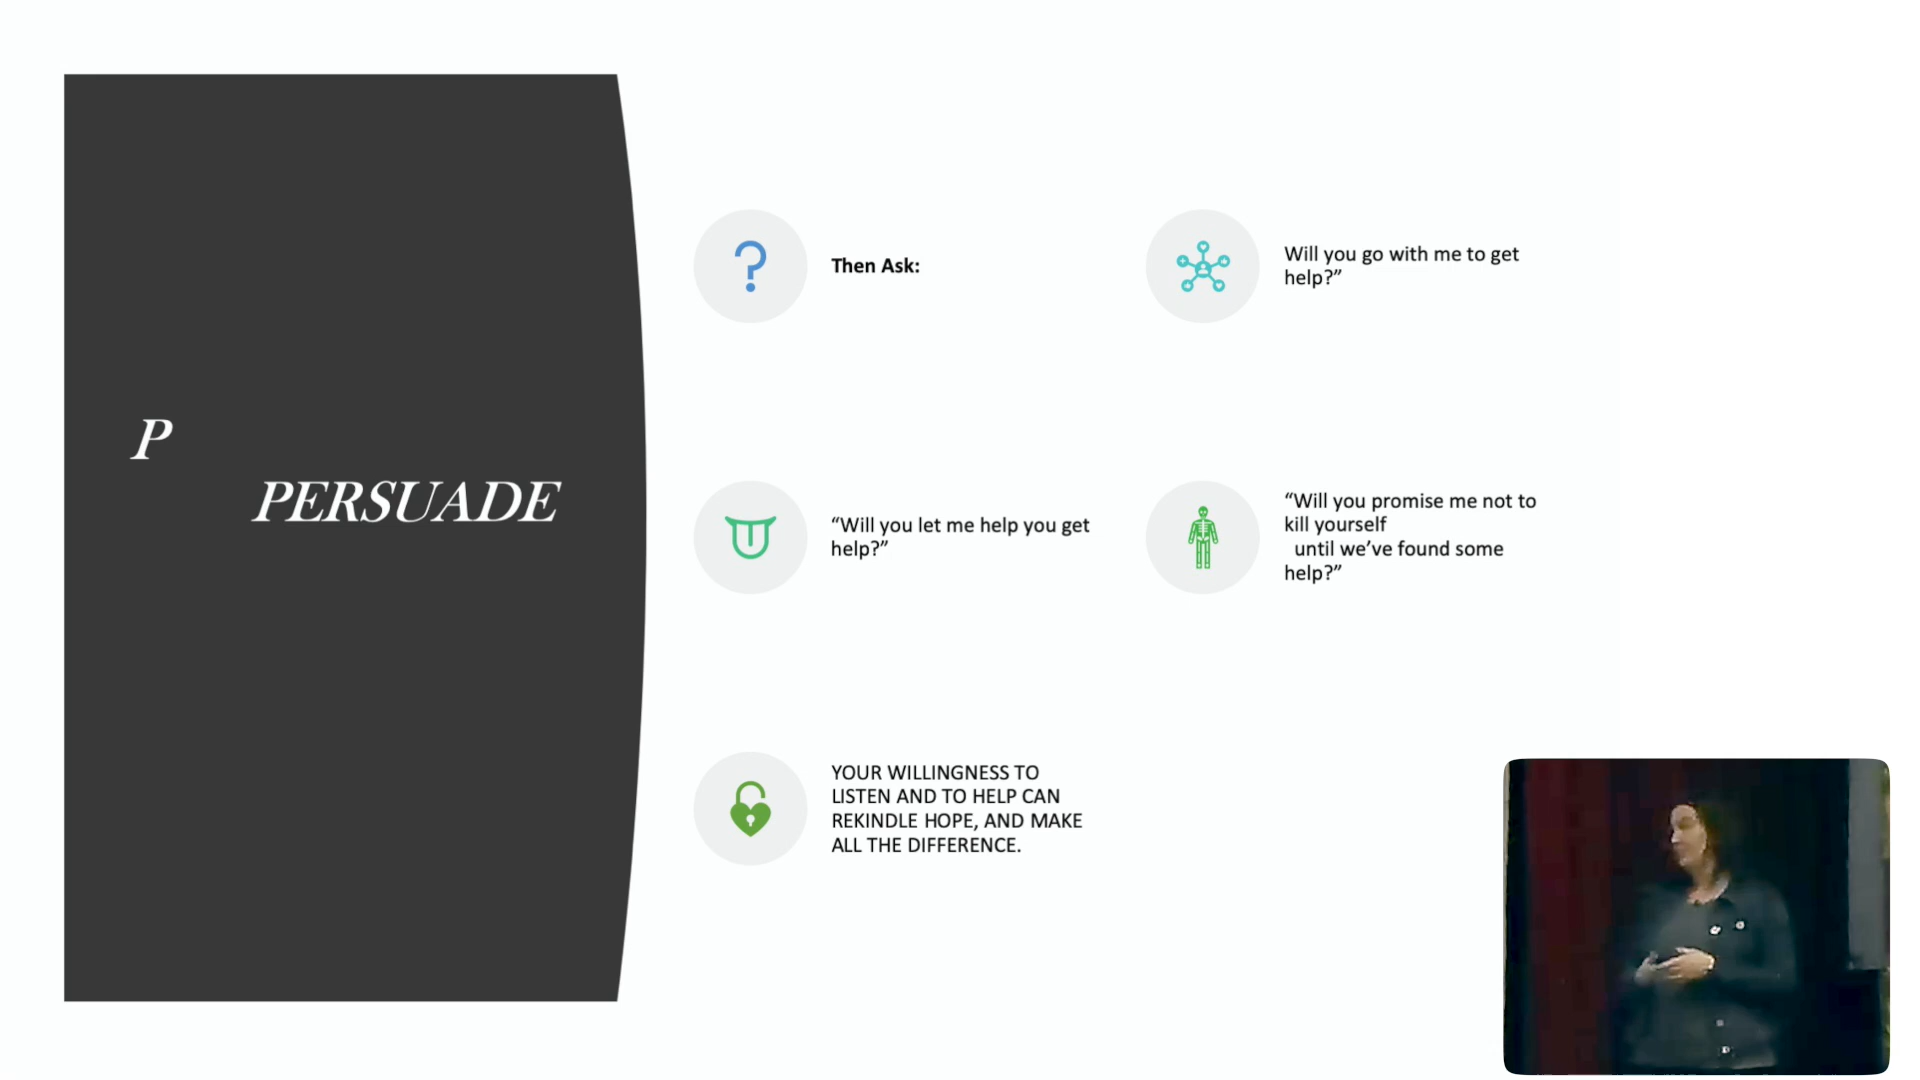 P
PERSUADE
Then Ask:
Will you go with me to get
help?”
“Will you let me help you get
help?”
“Will you promise me not to
kill yourself
until we’ve found some
help?”
YOUR WILLINGNESS TO
LISTEN AND TO HELP CAN
REKINDLE HOPE, AND MAKE
ALL THE DIFFERENCE.